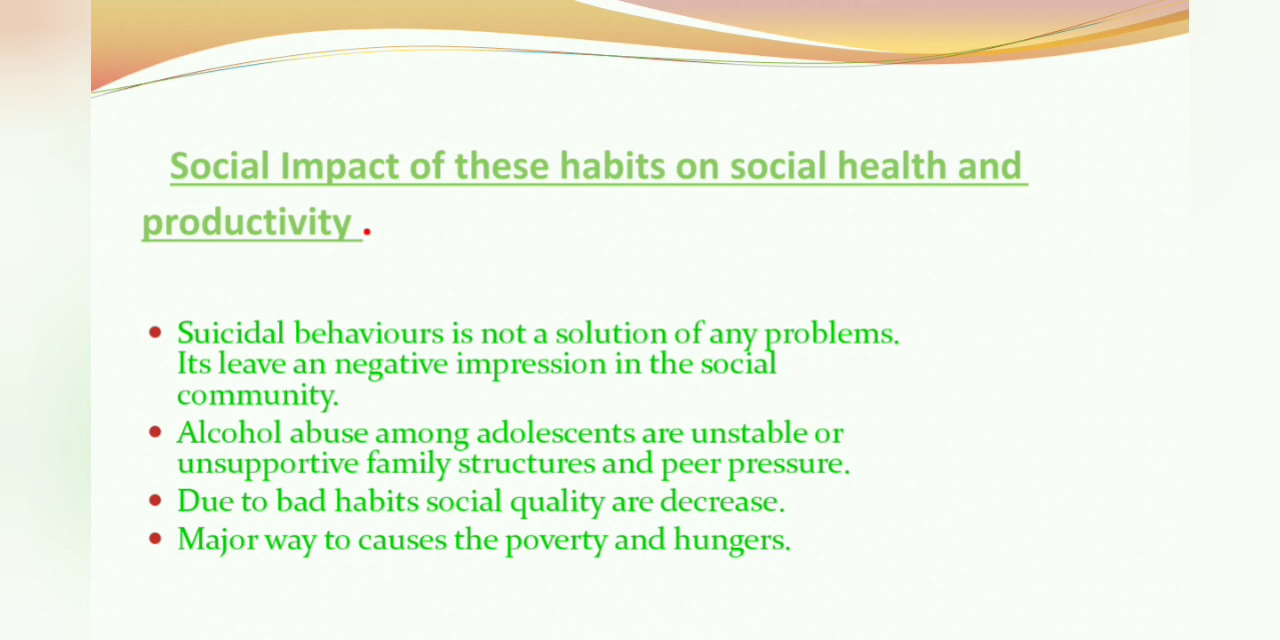 Social Impact of these habits on social health and
productivity .
• Suicidal behaviours is not a solution of any problems.
Its leave an negative impression in the social
community.
• Alcohol abuse among adolescents are unstable or
unsupportive family structures and peer pressure.
• Due to bad habits social quality are decrease.
• Major way to causes the poverty and hungers.